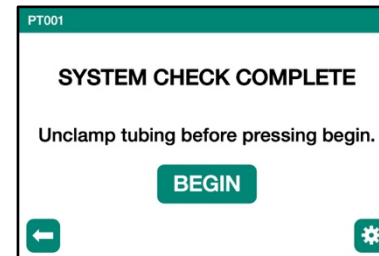 PT001
SYSTEM CHECK COMPLETE
Unclamp tubing before pressing begin.
BEGIN